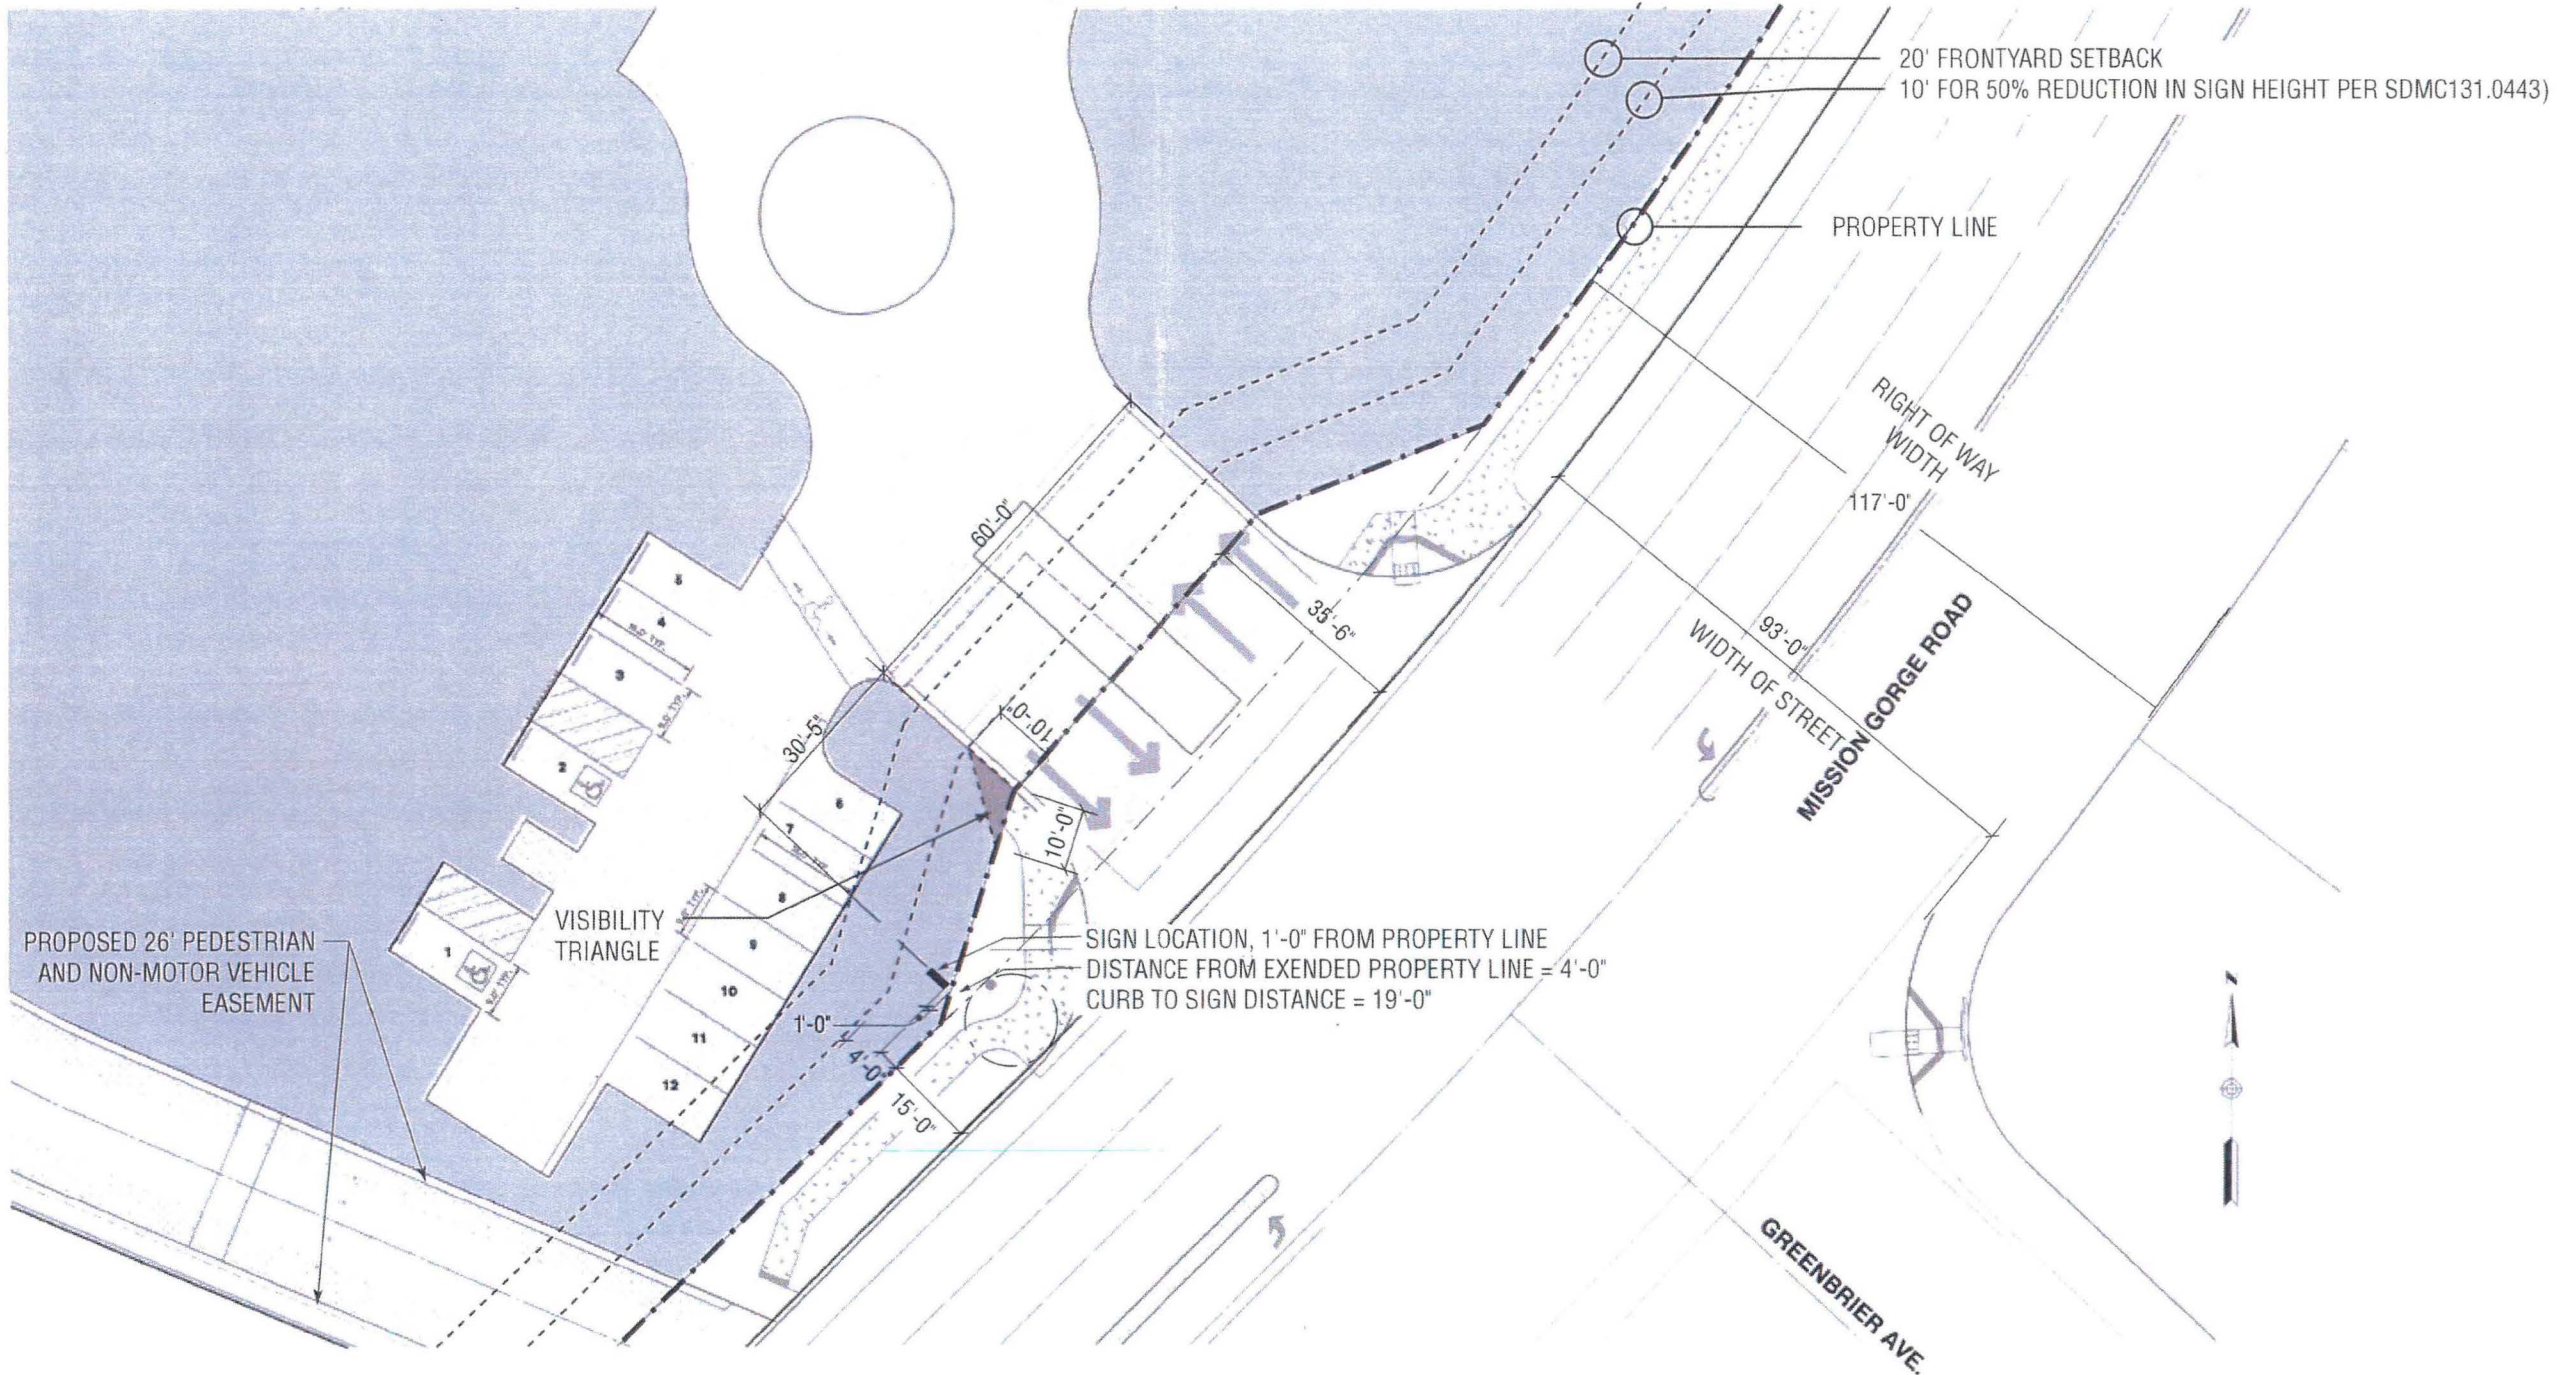 20' FRONTYARD SETBACK
10' FOR 50% REDUCTION IN SIGN HEIGHT PER SDMC131.0443)
PROPERTY LINE
RIGHT OF WAY
WIDTH
117'-0"
60'-0"
35'-6"
93'-0"
WIDTH OF STREET
MISSION GORGE ROAD
10'-0"
30'-5"
10'-0"
5
4
3
2
1
6
7
8
9
10
11
12
VISIBILITY
TRIANGLE
PROPOSED 26' PEDESTRIAN
AND NON-MOTOR VEHICLE
EASEMENT
SIGN LOCATION, 1'-0" FROM PROPERTY LINE
DISTANCE FROM EXENDED PROPERTY LINE = 4'-0"
CURB TO SIGN DISTANCE = 19'-0"
1'-0"
4'-0"
15'-0"
N
GREENBRIER AVE.